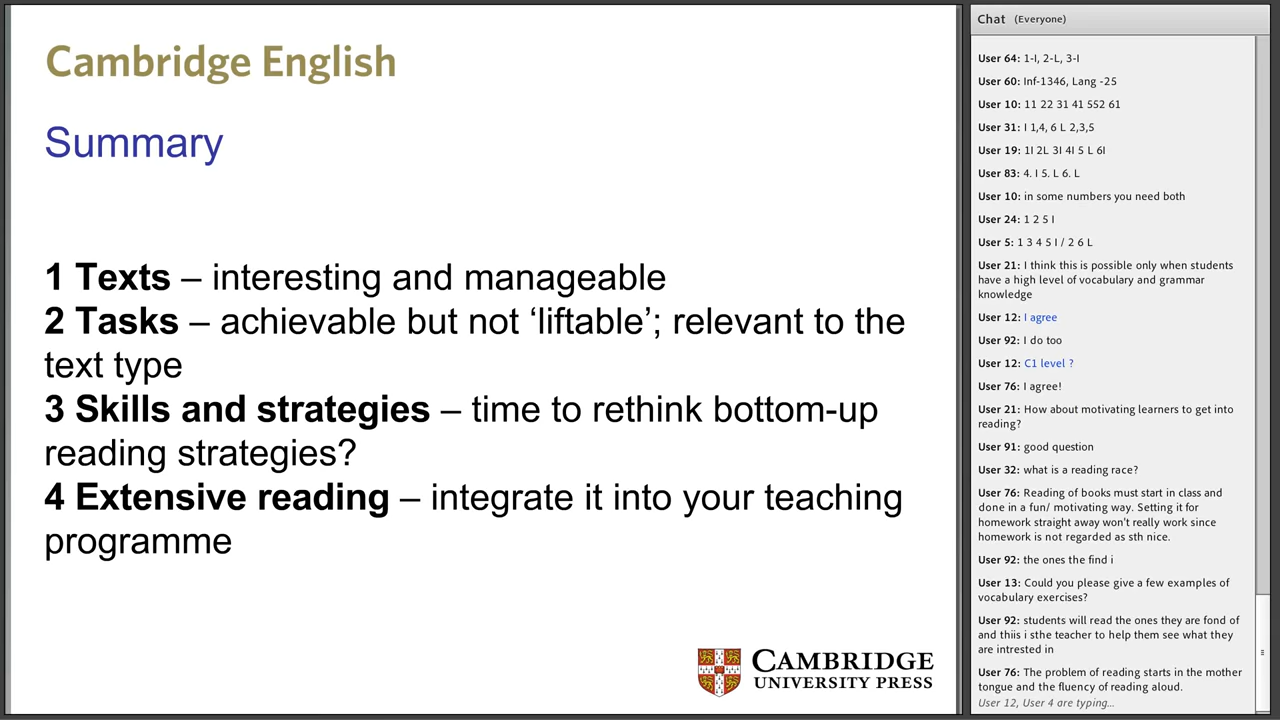 Cambridge English
Summary
1 Texts – interesting and manageable
2 Tasks – achievable but not ‘liftable’; relevant to the
text type
3 Skills and strategies – time to rethink bottom-up
reading strategies?
4 Extensive reading – integrate it into your teaching
programme
CAMBRIDGE
UNIVERSITY PRESS
Chat (Everyone)
User 64: 1-I, 2-L, 3-I
User 60: Inf-1346, Lang -25
User 10: 11 22 31 41 552 61
User 31: I 1,4, 6 L 2,3,5
User 19: 1I 2L 3I 4I 5 L 6I
User 83: 4. I 5. L 6. L
User 10: in some numbers you need both
User 24: 1 2 5 I
User 5: 1 3 4 5 I / 2 6 L
User 21: I think this is possible only when students
have a high level of vocabulary and grammar
knowledge
User 12: I agree
User 92: I do too
User 12: C1 level ?
User 76: I agree!
User 21: How about motivating learners to get into
reading?
User 91: good question
User 32: what is a reading race?
User 76: Reading of books must start in class and
done in a fun/ motivating way. Setting it for
homework straight away won't really work since
homework is not regarded as sth nice.
User 92: the ones the find i
User 13: Could you please give a few examples of
vocabulary exercises?
User 92: students will read the ones they are fond of
and thiis i sthe teacher to help them see what they
are intrested in
User 76: The problem of reading starts in the mother
tongue and the fluency of reading aloud.
User 12, User 4 are typing...